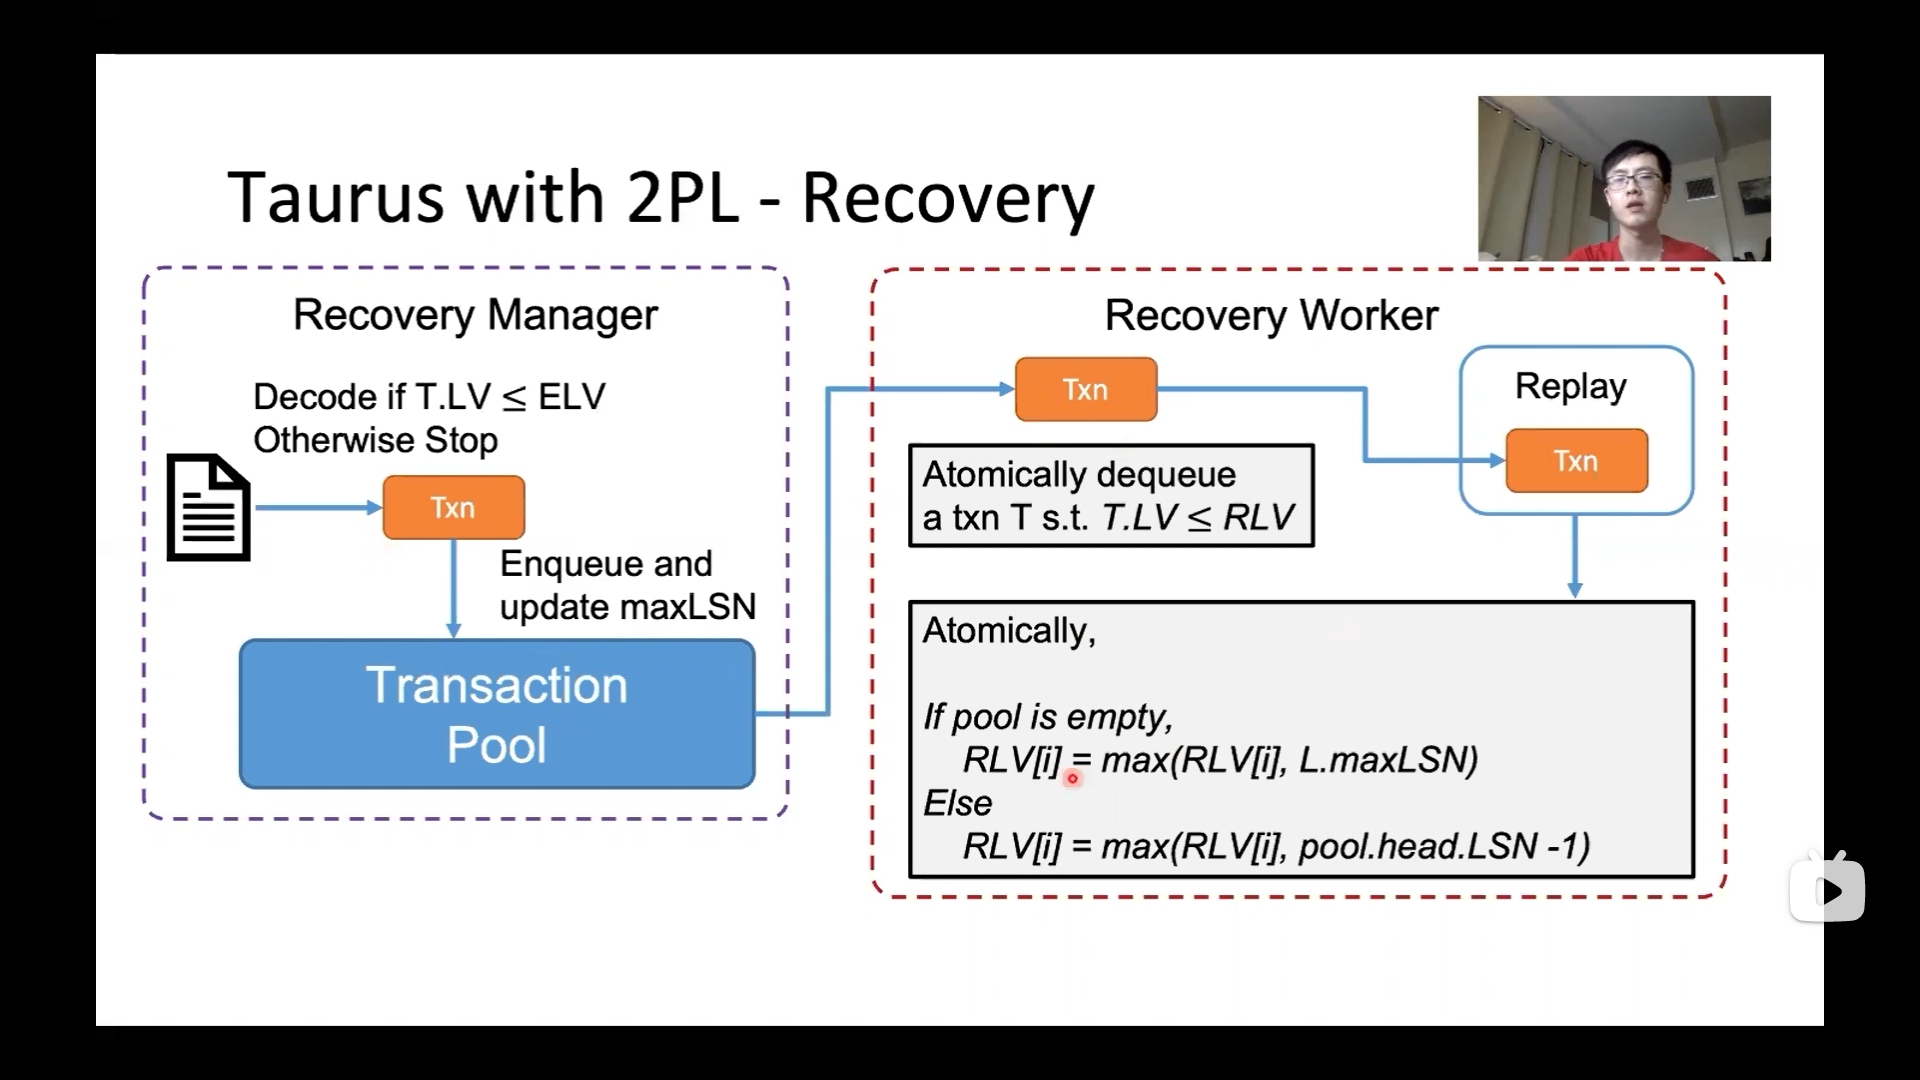 Taurus with 2PL - Recovery
Recovery Manager
Decode if T.LV ≤ ELV
Otherwise Stop
Txn
Enqueue and
update maxLSN
Transaction
Pool
Recovery Worker
Txn
Replay
Txn
Atomically dequeue
a txn T s.t. T.LV ≤ RLV
Atomically,
If pool is empty,
RLV[i] = max(RLV[i], L.maxLSN)
Else
RLV[i] = max(RLV[i], pool.head.LSN -1)